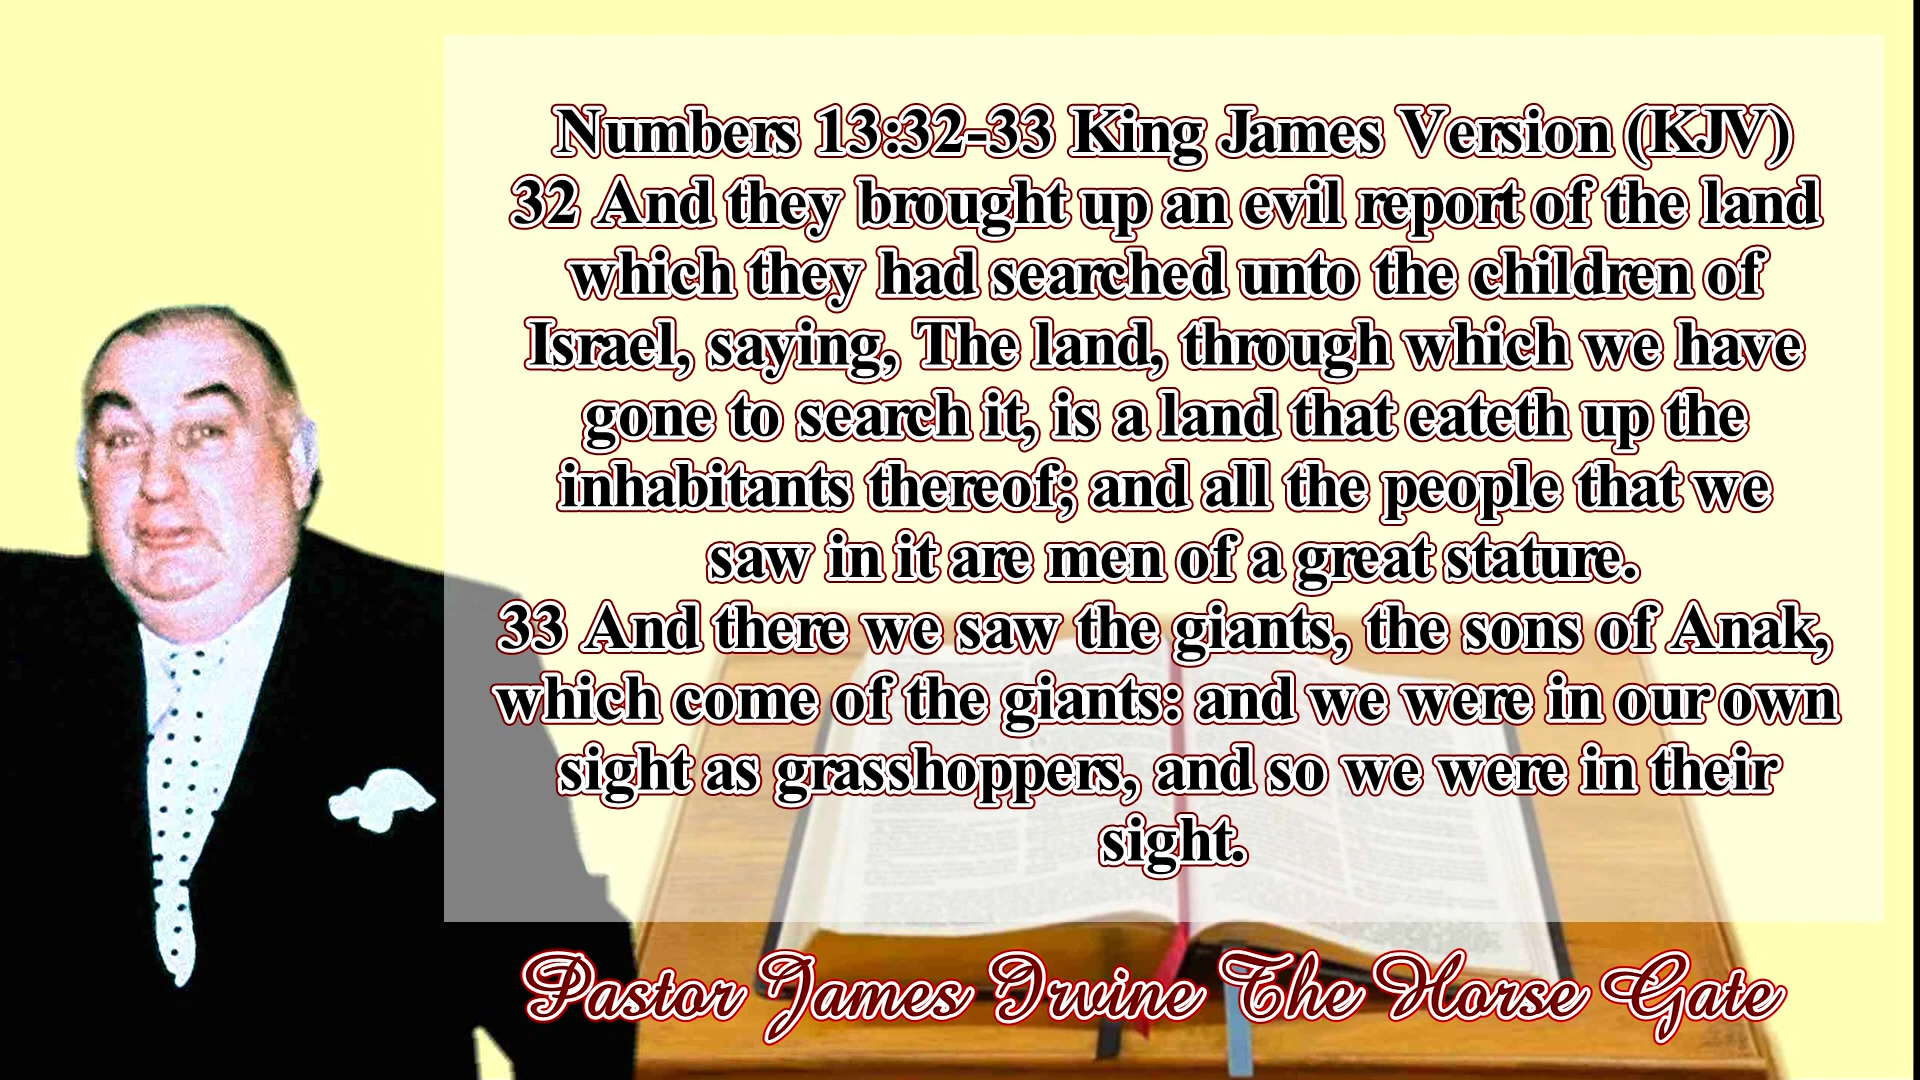 Numbers 13:32-33 King James Version (KJV)
32 And they brought up an evil report of the land
which they had searched unto the children of
Israel, saying, The land, through which we have
gone to search it, is a land that eateth up the
inhabitants thereof; and all the people that we
saw in it are men of a great stature.
33 And there we saw the giants, the sons of Anak,
which come of the giants: and we were in our own
sight as grasshoppers, and so we were in their
sight.
Pastor James Irvine The Horse Gate